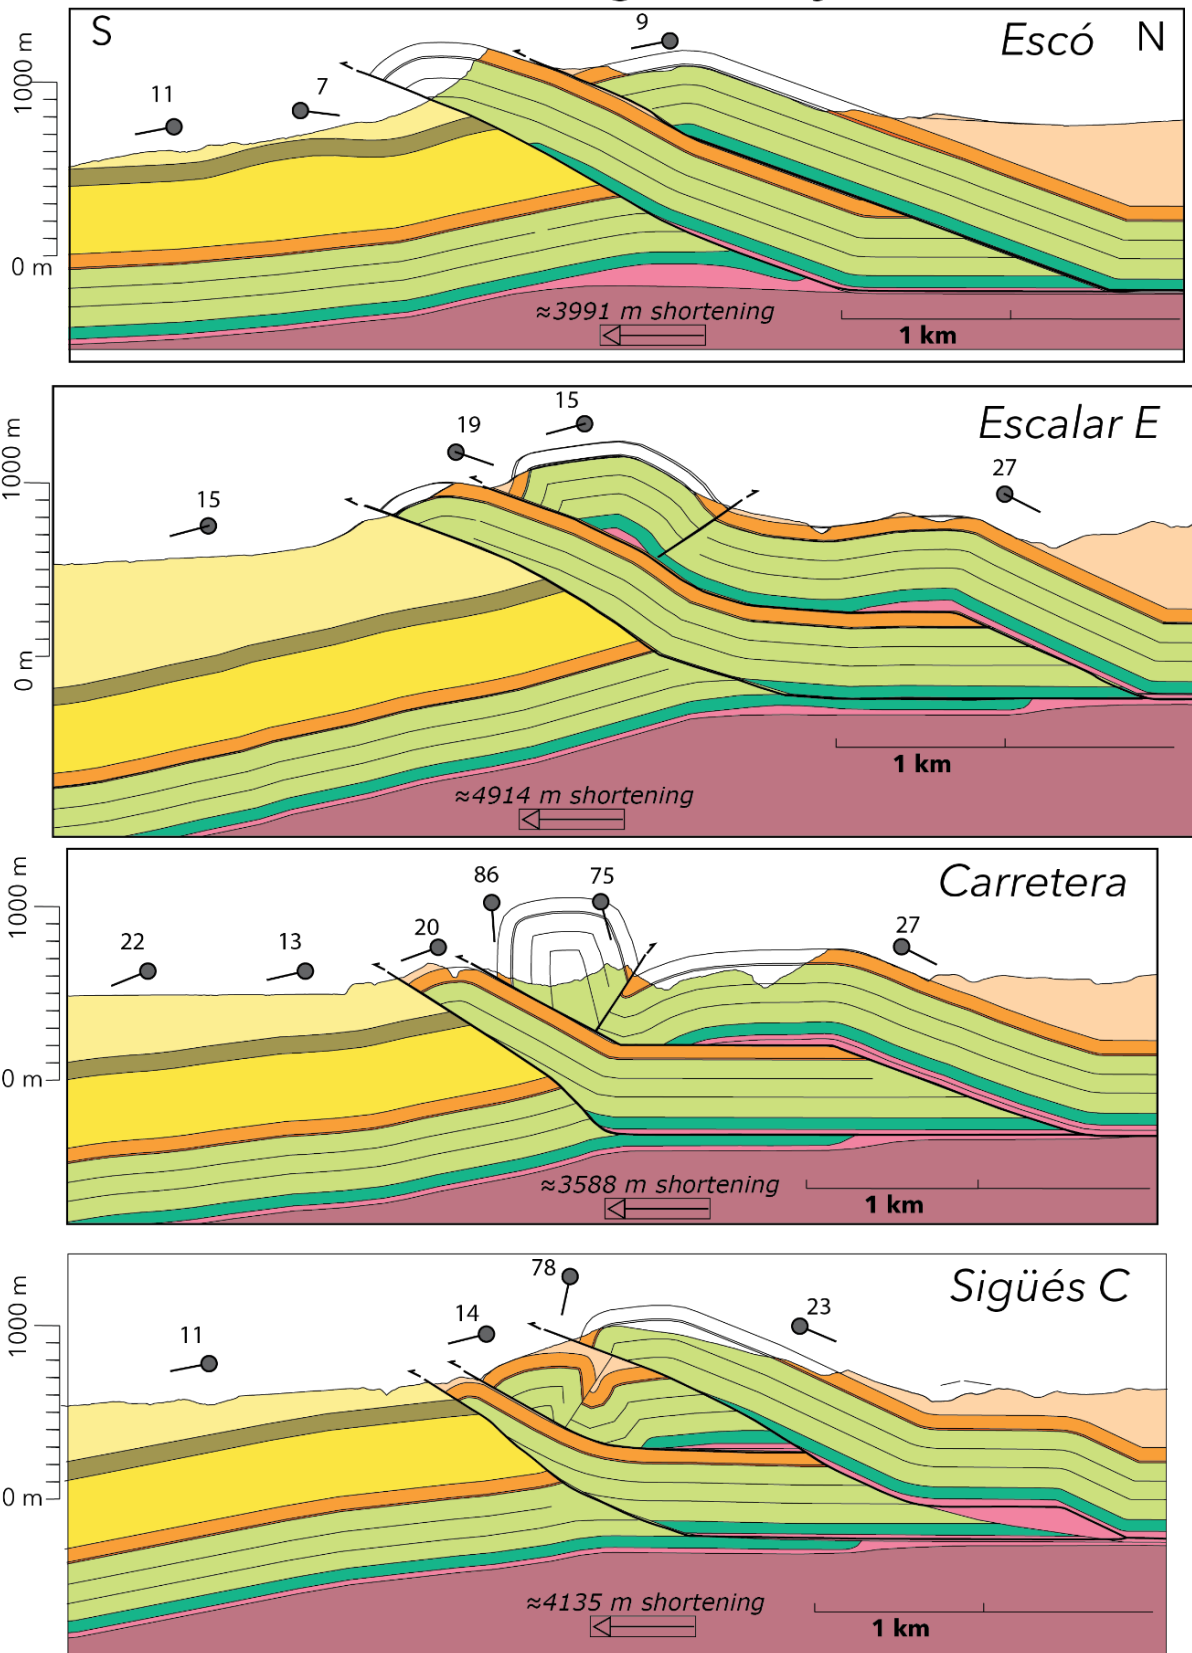 S
9
Escó N
1000 m
11
7
0 m
≈3991 m shortening
1 km
15
Escalar E
19
27
1000 m
15
0 m
1 km
≈4914 m shortening
86
75
Carretera
1000 m
22
13
20
27
0 m
≈3588 m shortening
1 km
78
Sigüés C
1000 m
14
23
11
0 m
≈4135 m shortening
1 km